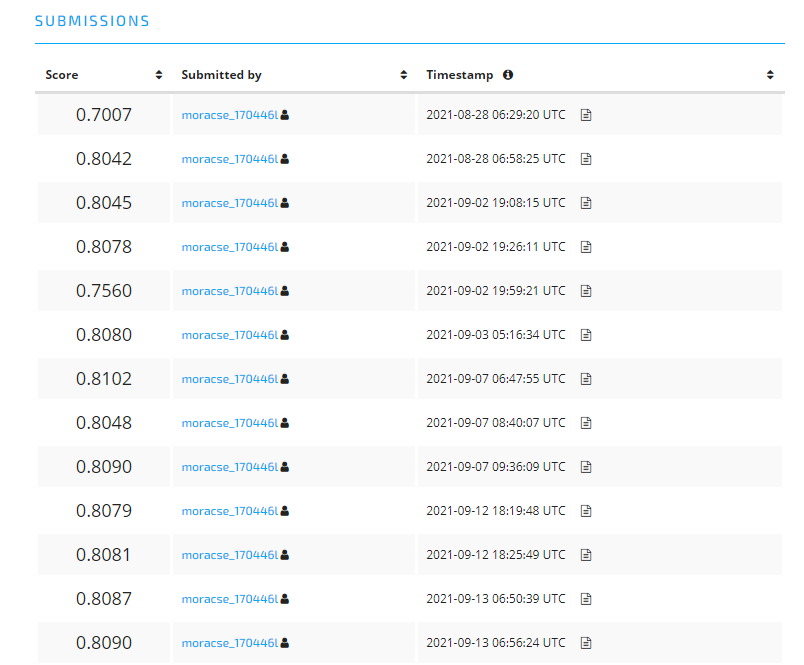 SUBMISSIONS
Score Submitted by Timestamp
0.7007 moracse_170446l 2021-08-28 06:29:20 UTC
0.8042 moracse_170446l 2021-08-28 06:58:25 UTC
0.8045 moracse_170446l 2021-09-02 19:08:15 UTC
0.8078 moracse_170446l 2021-09-02 19:26:11 UTC
0.7560 moracse_170446l 2021-09-02 19:59:21 UTC
0.8080 moracse_170446l 2021-09-03 05:16:34 UTC
0.8102 moracse_170446l 2021-09-07 06:47:55 UTC
0.8048 moracse_170446l 2021-09-07 08:40:07 UTC
0.8090 moracse_170446l 2021-09-07 09:36:09 UTC
0.8079 moracse_170446l 2021-09-12 18:19:48 UTC
0.8081 moracse_170446l 2021-09-12 18:25:49 UTC
0.8087 moracse_170446l 2021-09-13 06:50:39 UTC
0.8090 moracse_170446l 2021-09-13 06:56:24 UTC